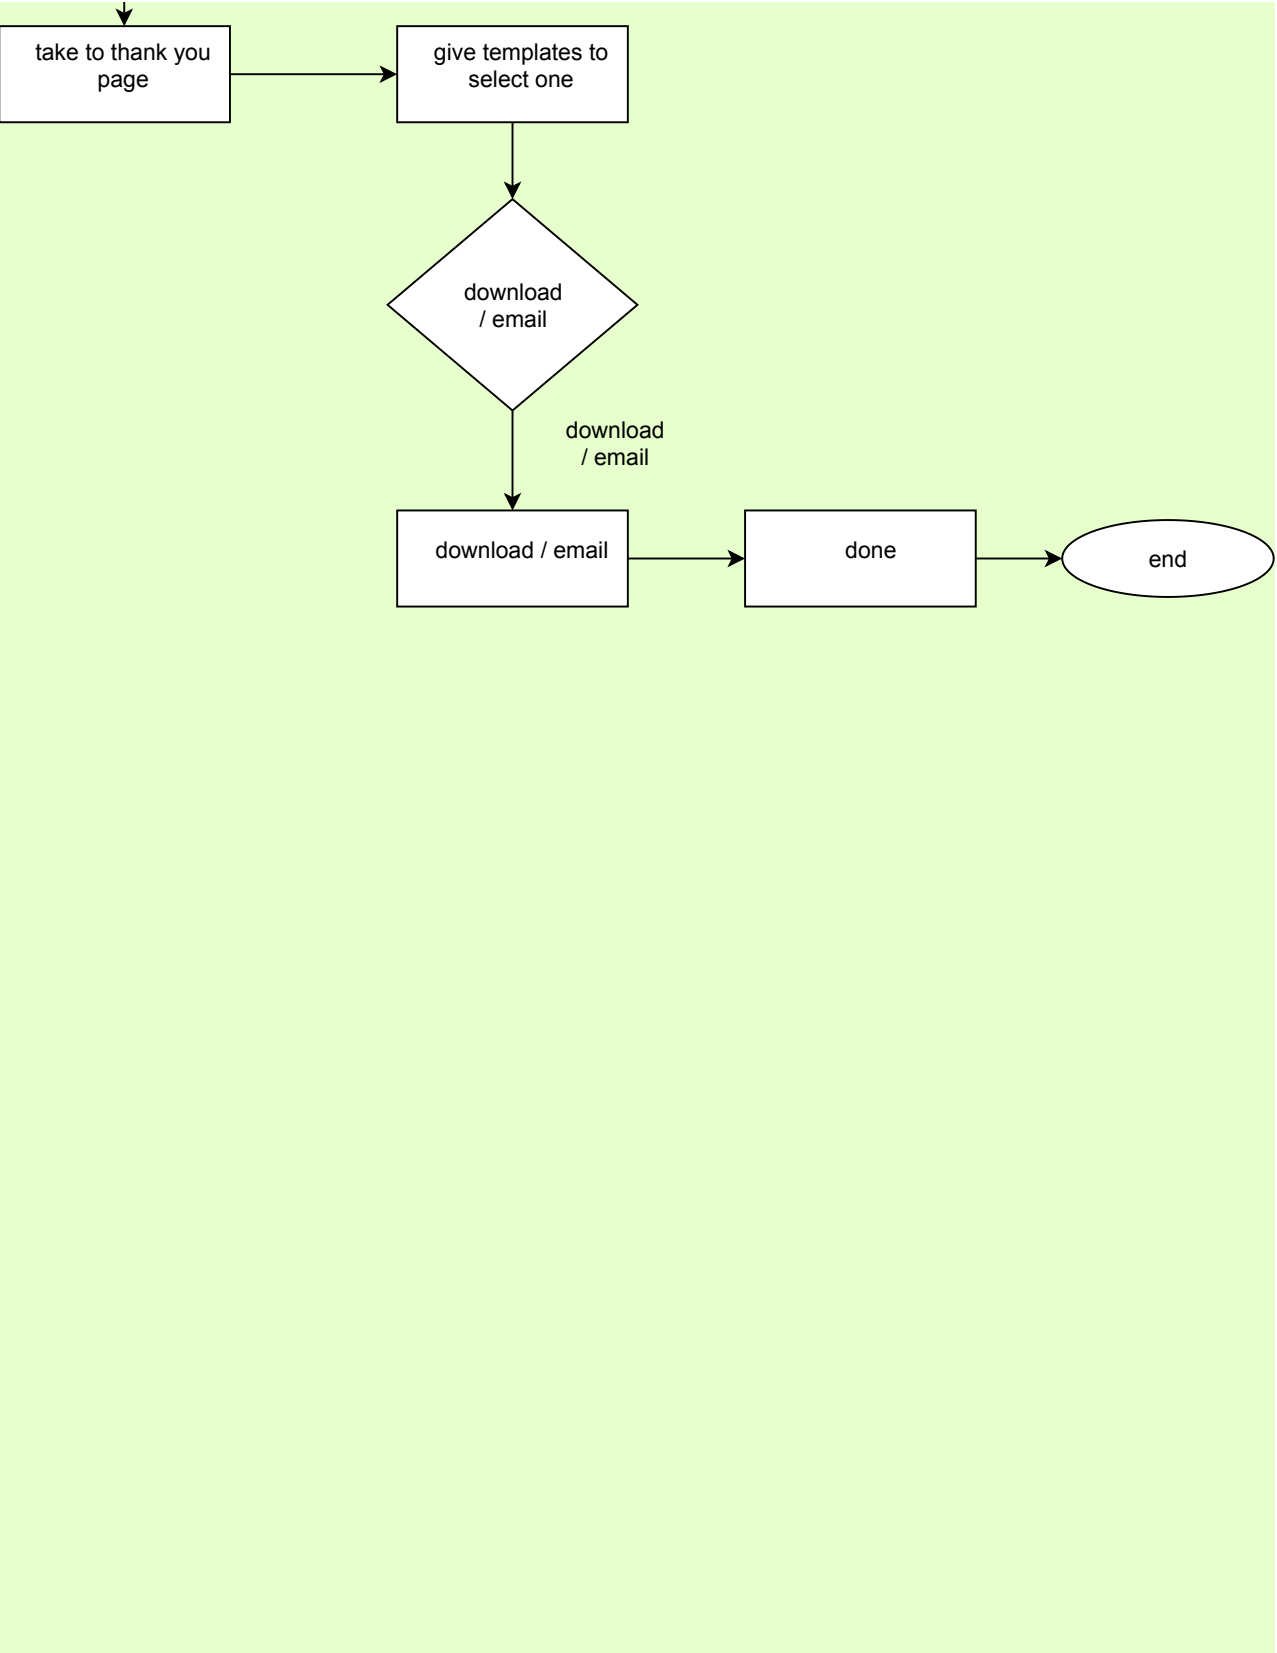 take to thank you
page
give templates to
select one
download
/ email
download
/ email
download / email
done
end